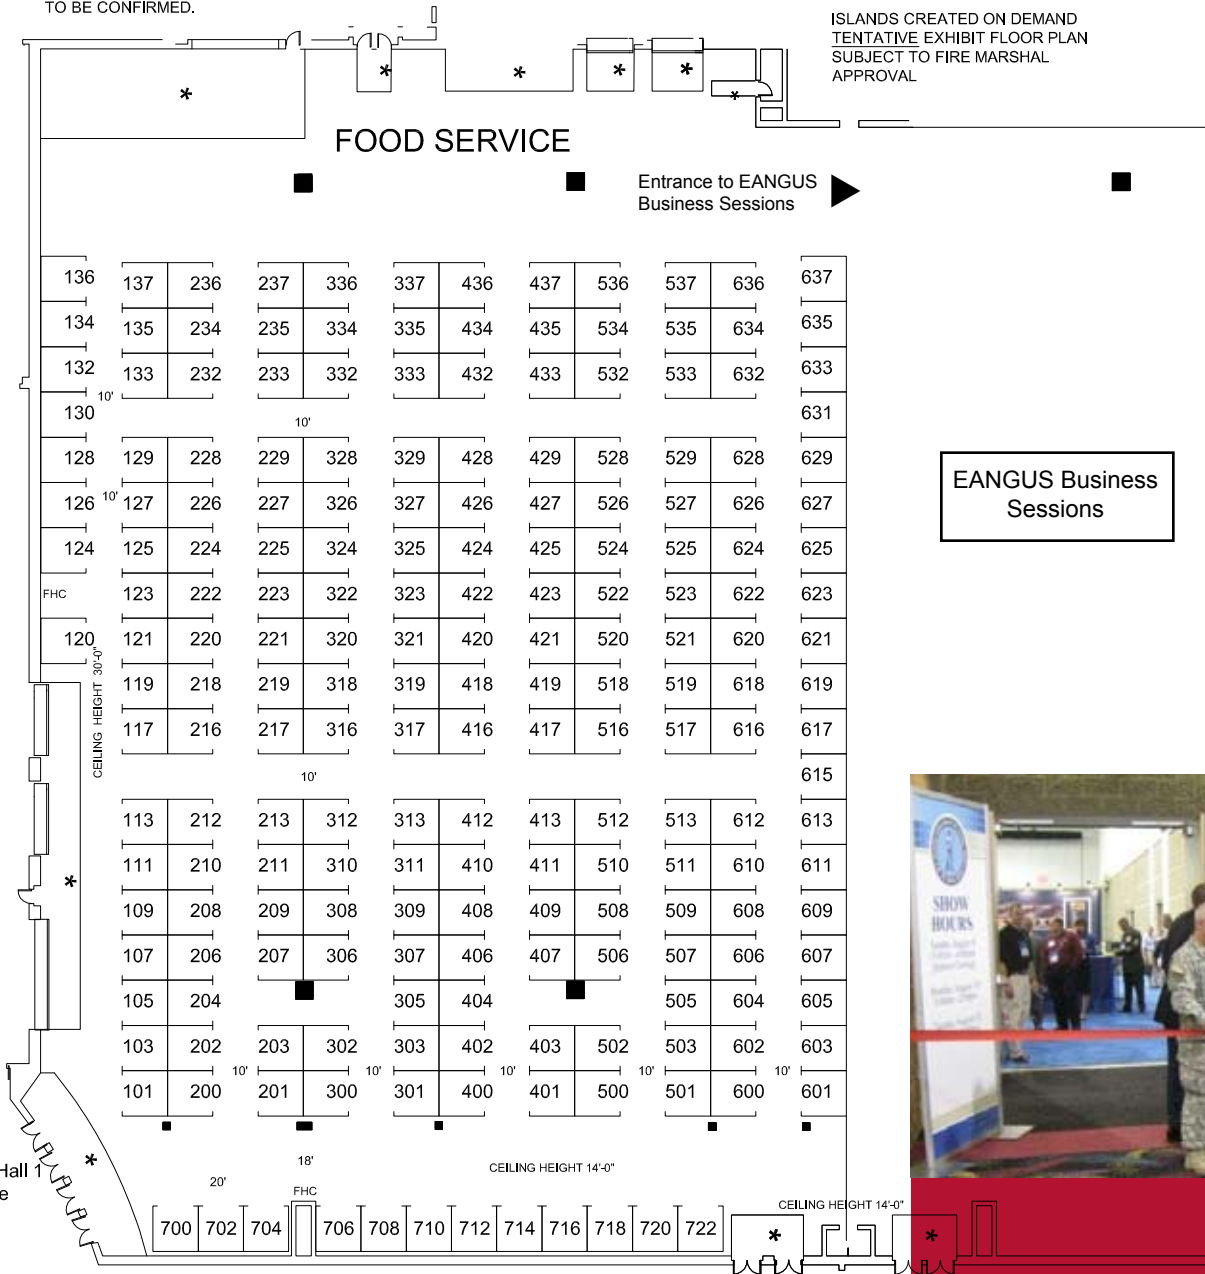 TO BE CONFIRMED.
ISLANDS CREATED ON DEMAND
TENTATIVE EXHIBIT FLOOR PLAN
SUBJECT TO FIRE MARSHAL
APPROVAL
FOOD SERVICE
Entrance to EANGUS
Business Sessions
136 137 236 237 336 337 436 437 536 537 636 637
134 135 234 235 334 335 434 435 534 535 634 635
132 133 232 233 332 333 432 433 532 533 632 633
10'
130 10' 631
128 129 228 229 328 329 428 429 528 529 628 629
126 10' 127 226 227 326 327 426 427 526 527 626 627
124 125 224 225 324 325 424 425 524 525 624 625
FHC 123 222 223 322 323 422 423 522 523 622 623
120 121 220 221 320 321 420 421 520 521 620 621
CEILING HEIGHT 30'-0"
119 218 219 318 319 418 419 518 519 618 619
117 216 217 316 317 416 417 516 517 616 617
10' 615
113 212 213 312 313 412 413 512 513 612 613
111 210 211 310 311 410 411 510 511 610 611
109 208 209 308 309 408 409 508 509 608 609
107 206 207 306 307 406 407 506 507 606 607
105 204 305 404 505 604 605
103 202 203 302 303 402 403 502 503 602 603
10' 10' 10' 10' 10'
101 200 201 300 301 400 401 500 501 600 601
EANGUS Business
Sessions
SHOW
HOURS
Hall 1
e
18'
CEILING HEIGHT 14'-0"
20'
FHC
CEILING HEIGHT 14'-0"
700 702 704 706 708 710 712 714 716 718 720 722